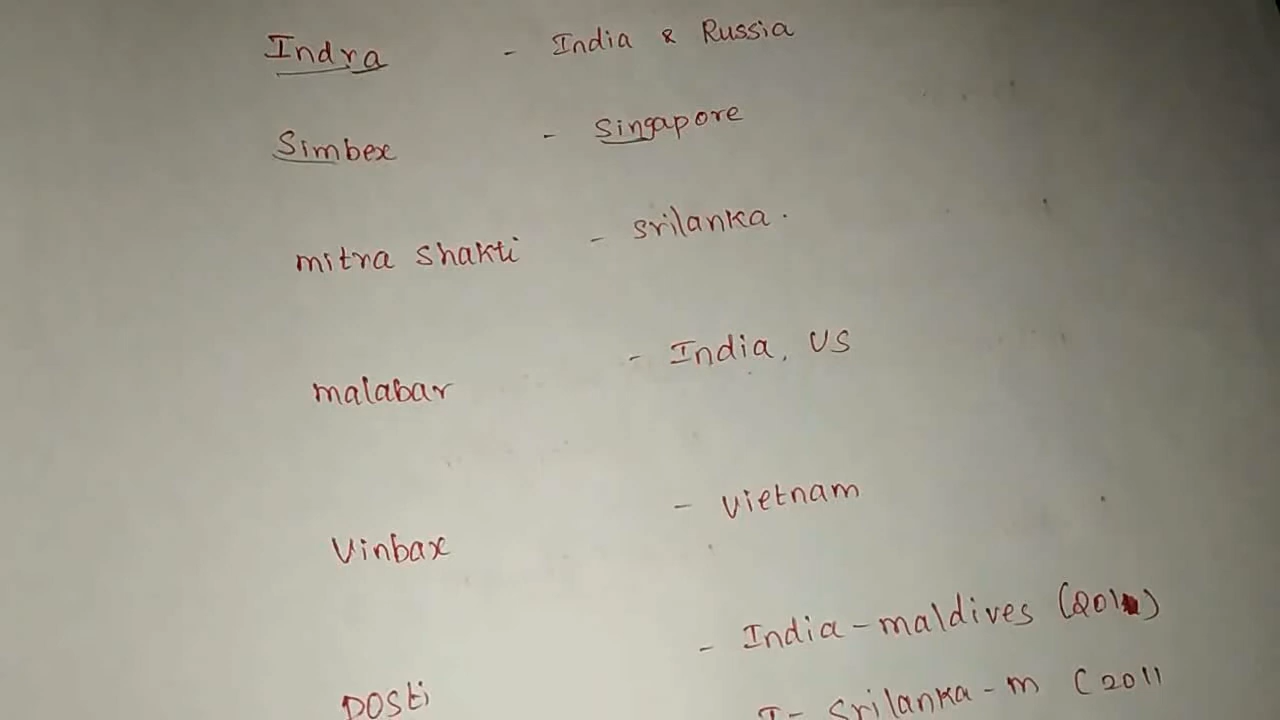 Indra - India & Russia
Simbex - Singapore
mitra shakti - srilanka.
malabar - India, US
Vinbax - Vietnam
- India - maldives
DOSTi
I - Srilanka - m (2011